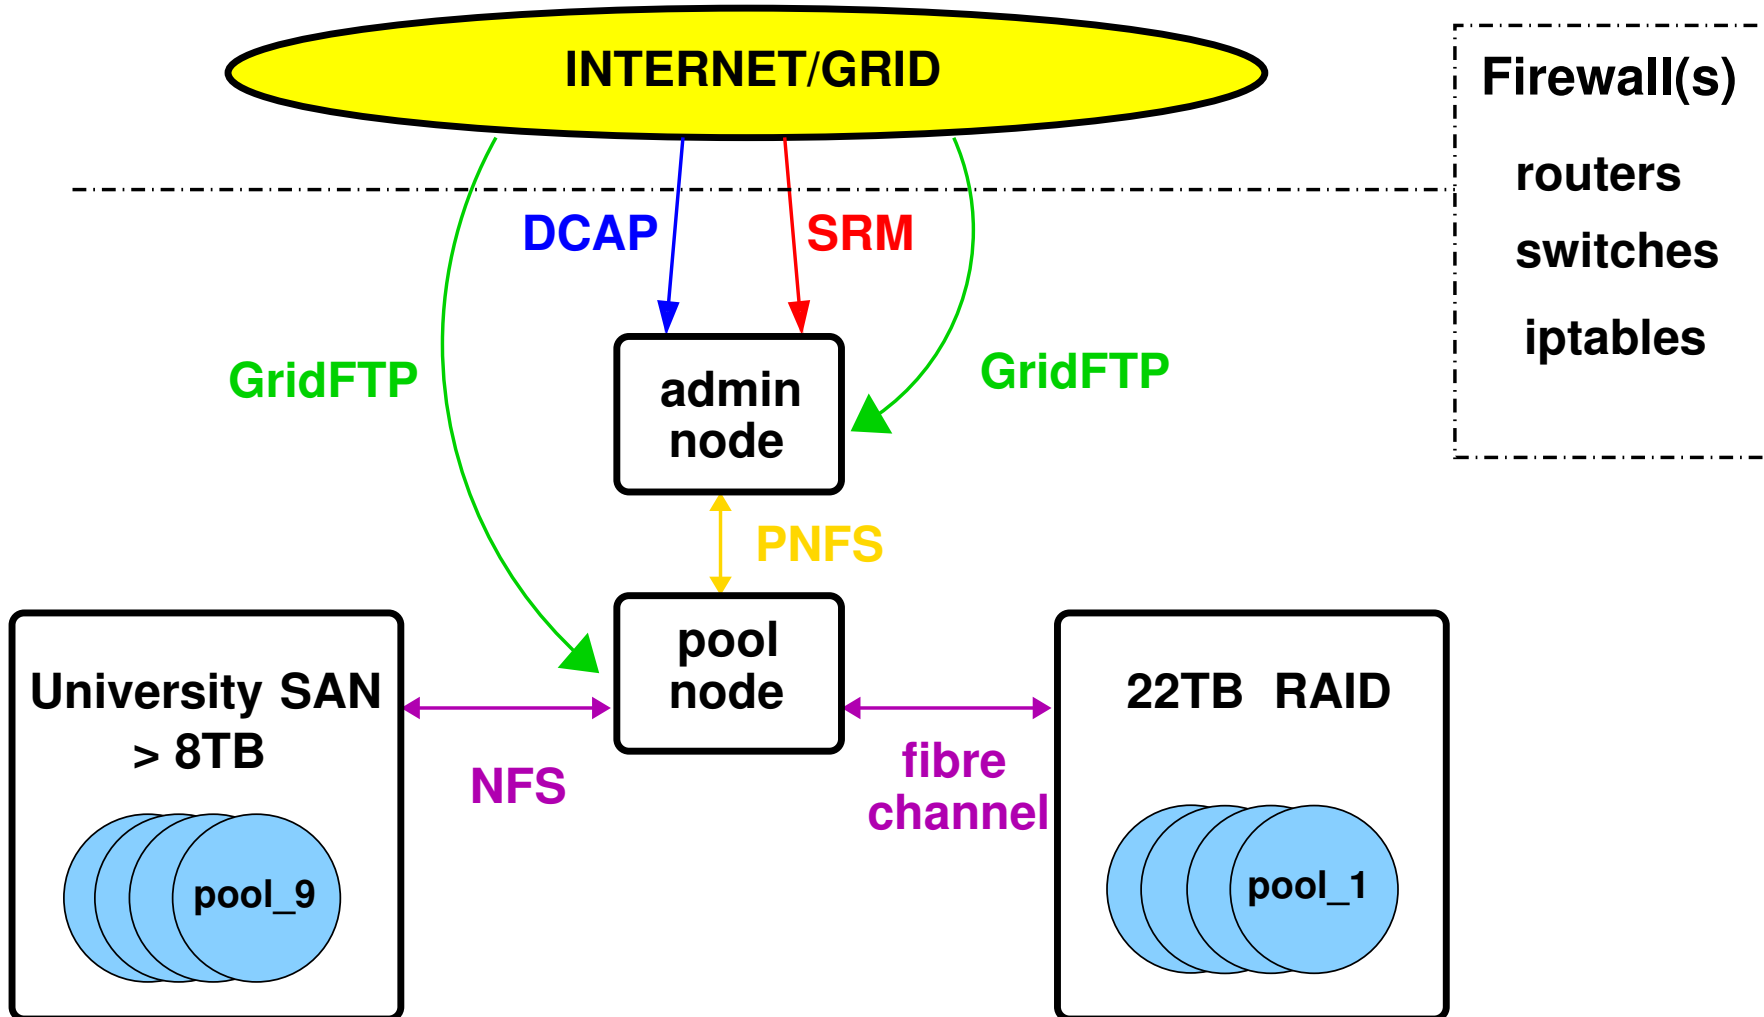 INTERNET/GRID
Firewall(s)
routers
switches
iptables
DCAP
SRM
GridFTP
GridFTP
admin
node
PNFS
pool
node
University SAN
> 8TB
NFS
fibre
channel
22TB RAID
pool_9
pool_1